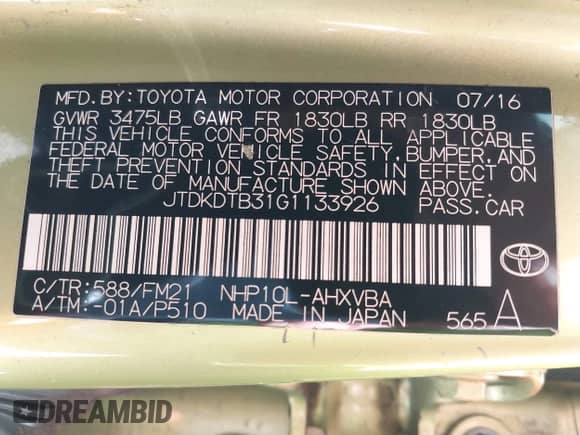 MFD.BY:TOYOTA MOTOR CORPORATION 07/16
GVWR 3475LB GAWR FR 1830LB RR 1830LB
THIS VEHICLE CONFORMS TO ALL APPLICABLE
FEDERAL MOTOR VEHICLE SAFETY,BUMPER,AND
THEFT PREVENTION STANDARDS IN EFFECT ON
THE DATE OF MANUFACTURE SHOWN ABOVE.
JTDKDTB31G1133926 PASS.CAR
C/TR:588/FM21 NHP10L-AHXVBA
A/TM:-01A/P510 MADE IN JAPAN 565 A
DREAMBID